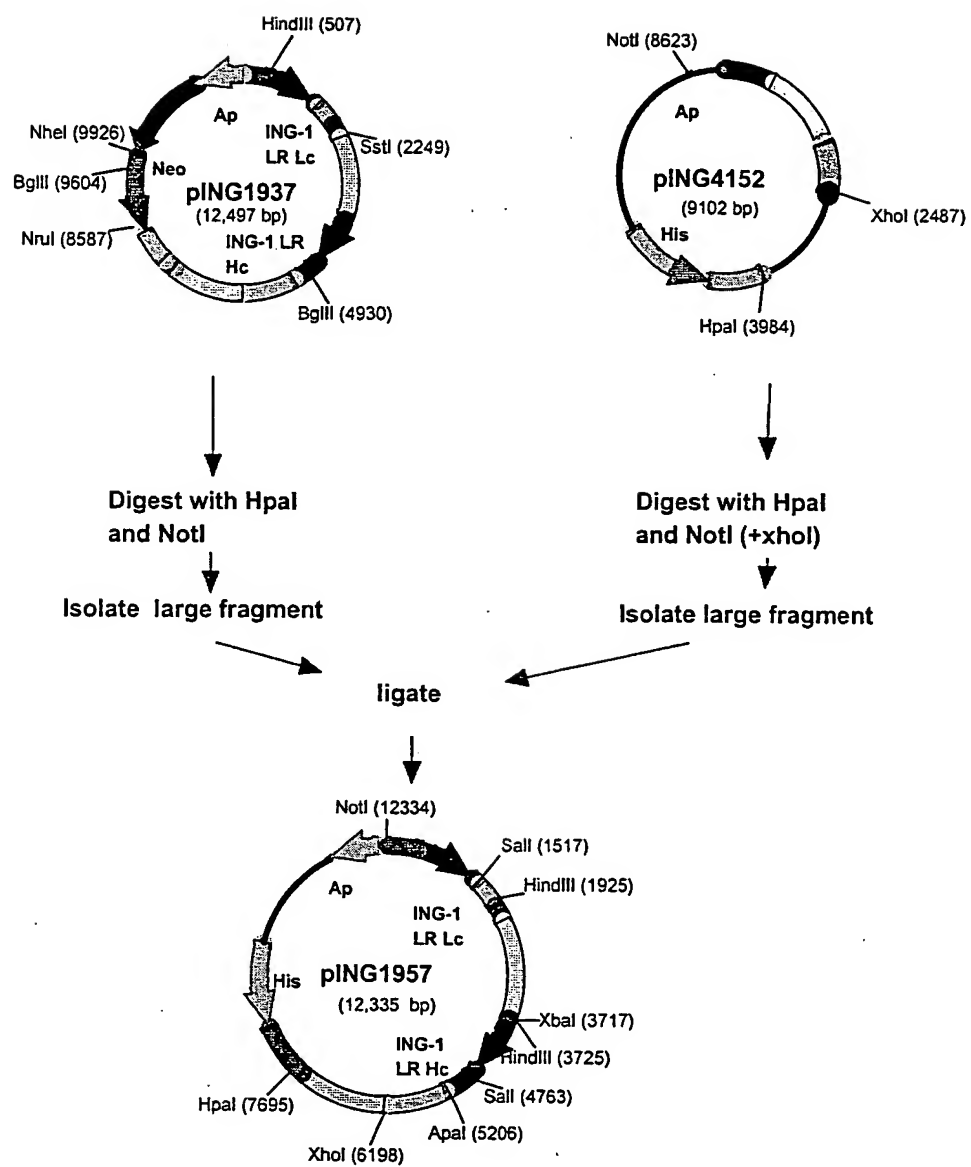 HindIII (507)
Ap
ING-1
LR Lc
SstI (2249)
NheI (9926)
Neo
BglII (9604)
pING1937
(12,497 bp)
NruI (8587)
ING-1 LR
Hc
BglII (4930)
NotI (8623)
Ap
pING4152
(9102 bp)
XhoI (2487)
His
HpaI (3984)
Digest with HpaI
and NotI
Digest with HpaI
and NotI (+xhoI)
Isolate large fragment
Isolate large fragment
ligate
NotI (12334)
SalI (1517)
HindIII (1925)
Ap
ING-1
LR Lc
His
pING1957
(12,335 bp)
XbaI (3717)
ING-1
LR Hc
HindIII (3725)
SalI (4763)
HpaI (7695)
ApaI (5206)
XhoI (6198)